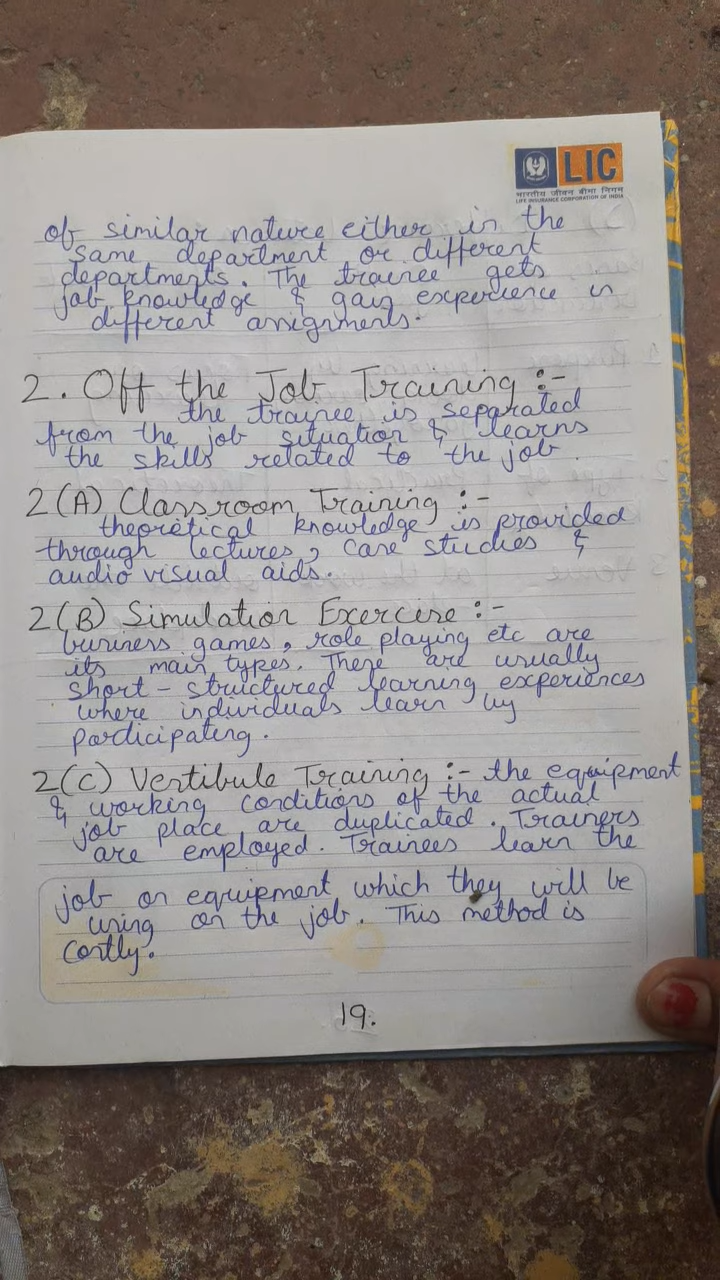 LIC
भारतीय जीवन बीमा निगम
LIFE INSURANCE CORPORATION OF INDIA
of similar nature either in the
same department or different
departments. The trainee gets
job knowledge & gain experience in
different assignments.
2. Off the Job Training :-
the trainee is separated
from the job situation & learns
the skills related to the job.
2(A) Classroom Training :-
theoretical knowledge is provided
through lectures, case studies &
audio visual aids.
2(B) Simulation Exercise :-
business games, role playing etc are
its main types. There are usually
short-structured learning experiences
where individuals learn by
participating.
2(C) Vertibule Training :- the equipment
& working conditions of the actual
job place are duplicated. Trainers
are employed. Trainees learn the
job on equipment which they will be
using on the job. This method is
costly.
19.